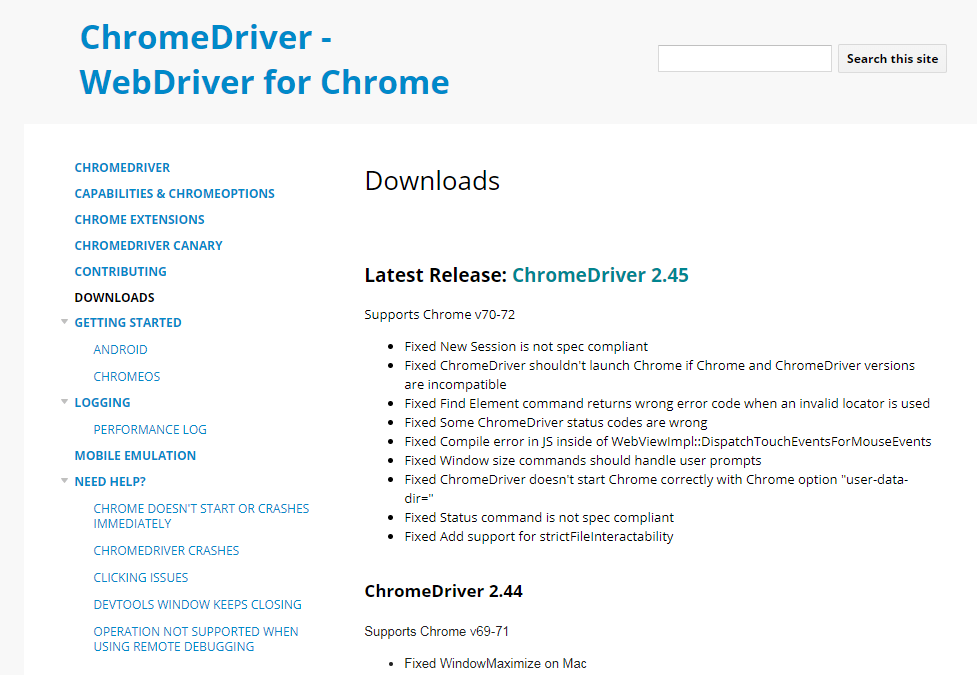 ChromeDriver -
WebDriver for Chrome
Search this site
CHROMEDRIVER
CAPABILITIES & CHROMEOPTIONS
CHROME EXTENSIONS
CHROMEDRIVER CANARY
CONTRIBUTING
DOWNLOADS
GETTING STARTED
ANDROID
CHROMEOS
LOGGING
PERFORMANCE LOG
MOBILE EMULATION
NEED HELP?
CHROME DOESN'T START OR CRASHES
IMMEDIATELY
CHROMEDRIVER CRASHES
CLICKING ISSUES
DEVTOOLS WINDOW KEEPS CLOSING
OPERATION NOT SUPPORTED WHEN
USING REMOTE DEBUGGING
Downloads
Latest Release: ChromeDriver 2.45
Supports Chrome v70-72
• Fixed New Session is not spec compliant
• Fixed ChromeDriver shouldn't launch Chrome if Chrome and ChromeDriver versions
are incompatible
• Fixed Find Element command returns wrong error code when an invalid locator is used
• Fixed Some ChromeDriver status codes are wrong
• Fixed Compile error in JS inside of WebViewImpl::DispatchTouchEventsForMouseEvents
• Fixed Window size commands should handle user prompts
• Fixed ChromeDriver doesn't start Chrome correctly with Chrome option "user-data-
dir="
• Fixed Status command is not spec compliant
• Fixed Add support for strictFileInteractability
ChromeDriver 2.44
Supports Chrome v69-71
• Fixed WindowMaximize on Mac